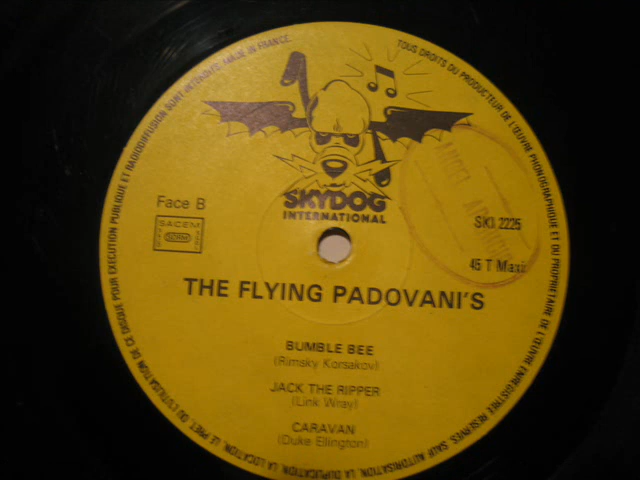 TOUS DROITS DU PRODUCTEUR DE L'ŒUVRE PHONOGRAPHIQUE ET DU PROPRIETAIRE DE L'ŒUVRE ENREGISTREE RESERVES. SAUF AUTORISATION, LA DUPLICATION, LA LOCATION, LE PRET, OU L'UTILISATION DE CE DISQUE POUR EXECUTION PUBLIQUE ET RADIODIFFUSION SONT INTERDITS. MADE IN FRANCE.
SKYDOG
INTERNATIONAL
Face B
SACEM
SDRM
SKI 2225
45 T Maxi
THE FLYING PADOVANI'S
BUMBLE BEE
(Rimsky Korsakov)
JACK THE RIPPER
(Link Wray)
CARAVAN
(Duke Ellington)